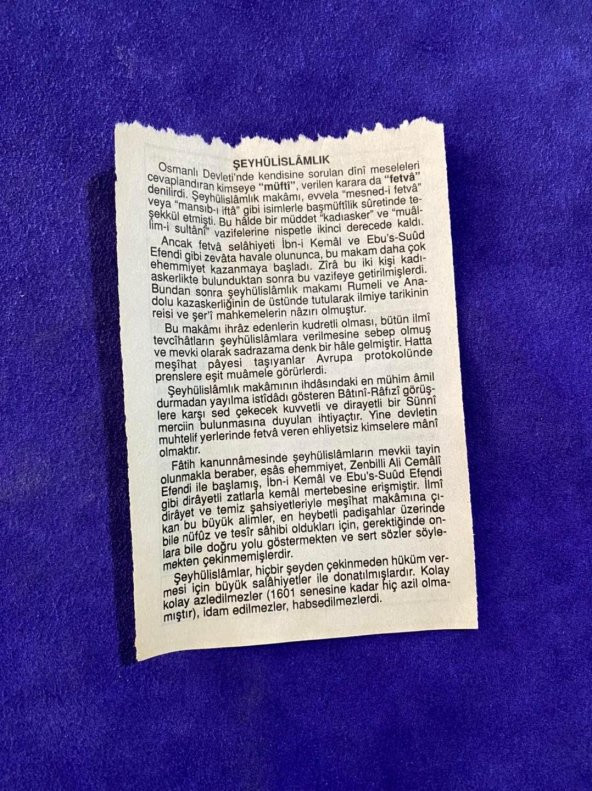 ŞEYHÜLİSLÂMLIK
Osmanlı Devleti'nde kendisine sorulan dînî meseleleri
cevaplandıran kimseye "müftî", verilen karara da "fetvâ"
denilirdi. Şeyhülislâmlık makâmı, evvela "mesned-i fetvâ"
veya "mansıb-ı iftâ" gibi isimlerle başmüftîlik sûretinde te-
şekkül etmişti. Bu hâlde bir müddet "kadıasker" ve "muâl-
lim-i sultânî" vazifelerine nispetle ikinci derecede kaldı.
Ancak fetvâ selâhiyeti İbn-i Kemâl ve Ebu's-Suûd
Efendi gibi zevâta havale olununca, bu makam daha çok
ehemmiyet kazanmaya başladı. Zîrâ bu iki kişi kadı-
askerlikte bulunduktan sonra bu vazifeye getirilmişlerdi.
Bundan sonra şeyhülislâmlık makamı Rumeli ve Ana-
dolu kazaskerliğinin de üstünde tutularak ilmiye tarikinin
reisi ve şer'î mahkemelerin nâzırı olmuştur.
Bu makâmı ihrâz edenlerin kudretli olması, bütün ilmî
tevcîhâtların şeyhülislâmlara verilmesine sebep olmuş
ve mevki olarak sadrazama denk bir hâle gelmiştir. Hatta
meşîhat pâyesi taşıyanlar Avrupa protokolünde
prenslere eşit muâmele görürlerdi.
Şeyhülislâmlık makâmının ihdâsındaki en mühim âmil
durmadan yayılma istîdâdı gösteren Bâtınî-Râfızî görüş-
lere karşı sed çekecek kuvvetli ve dirayetli bir Sünnî
merciin bulunmasına duyulan ihtiyaçtır. Yine devletin
muhtelif yerlerinde fetvâ veren ehliyetsiz kimselere mâni
olmaktır.
Fâtih kanunnâmesinde şeyhülislâmların mevkii tayin
olunmakla beraber, esâs ehemmiyet, Zenbilli Ali Cemâlî
Efendi ile başlamış, İbn-i Kemâl ve Ebu's-Suûd Efendi
gibi dirâyetli zatlarla kemâl mertebesine erişmiştir. İlmî
dirâyet ve temiz şahsiyetleriyle meşîhat makamına çı-
kan bu büyük alimler, en heybetli padişahlar üzerinde
bile nüfûz ve tesîr sâhibi oldukları için, gerektiğinde on-
lara bile doğru yolu göstermekten ve sert sözler söyle-
mekten çekinmemişlerdir.
Şeyhülislâmlar, hiçbir şeyden çekinmeden hüküm ver-
mesi için büyük salâhiyetler ile donatılmışlardır. Kolay
kolay azledilmezler (1601 senesine kadar hiç azil olma-
mıştır), idam edilmezler, habsedilmezlerdi.